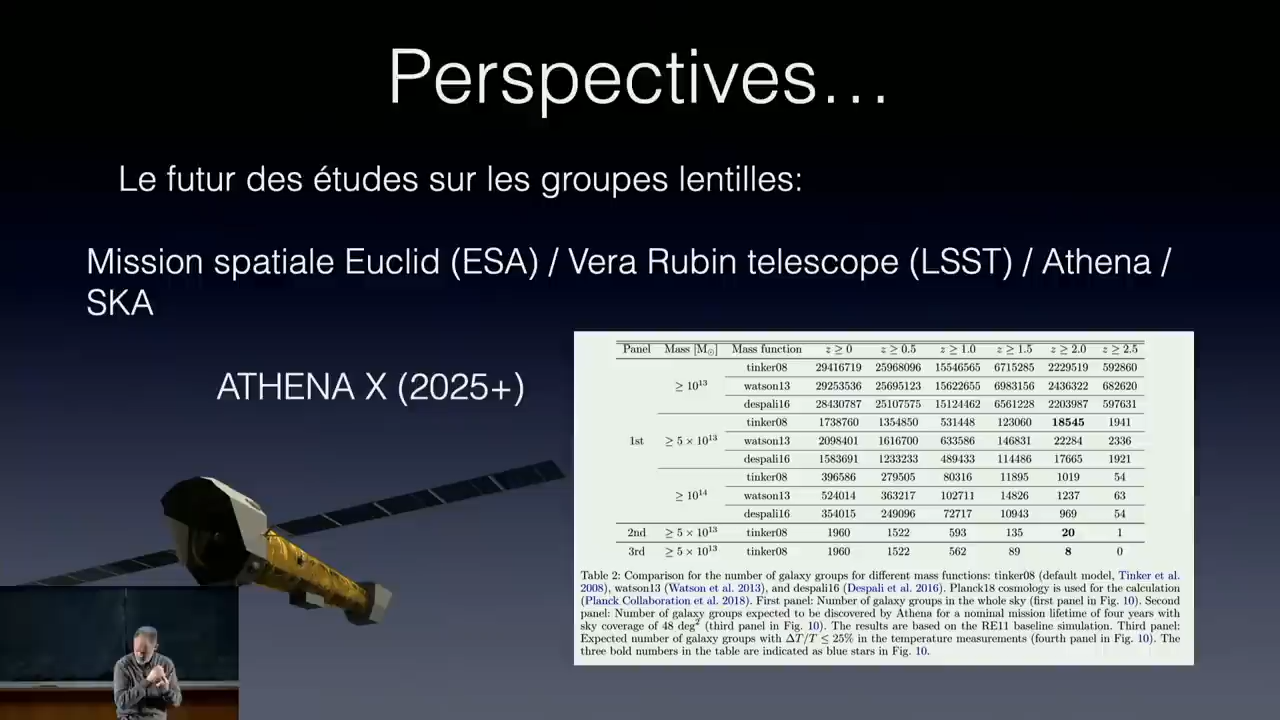 Perspectives…
Le futur des études sur les groupes lentilles:
Mission spatiale Euclid (ESA) / Vera Rubin telescope (LSST) / Athena /
SKA
ATHENA X (2025+)
Panel Mass [M⊙] Mass function z ≥ 0 z ≥ 0.5 z ≥ 1.0 z ≥ 1.5 z ≥ 2.0 z ≥ 2.5
tinker08 29416719 25968096 15546565 6715285 2229519 592860
≥ 10¹³ watson13 29253536 25695123 15622655 6983156 2436322 682620
despali16 28430787 25107575 15124462 6561228 2203987 597631
tinker08 1738760 1354850 531448 123060 18545 1941
1st ≥ 5 × 10¹³ watson13 2098401 1616700 633586 146831 22284 2336
despali16 1583691 1233233 489433 114486 17665 1921
tinker08 396586 279505 80316 11895 1019 54
≥ 10¹⁴ watson13 524014 363217 102711 14826 1237 63
despali16 354015 249096 72717 10943 969 54
2nd ≥ 5 × 10¹³ tinker08 1960 1522 593 135 20 1
3rd ≥ 5 × 10¹³ tinker08 1960 1522 562 89 8 0
Table 2: Comparison for the number of galaxy groups for different mass functions: tinker08 (default model, Tinker et al.
2008), watson13 (Watson et al. 2013), and despali16 (Despali et al. 2016). Planck18 cosmology is used for the calculation
(Planck Collaboration et al. 2018). First panel: Number of galaxy groups in the whole sky (first panel in Fig. 10). Second
panel: Number of galaxy groups expected to be discovered by Athena for a nominal mission lifetime of four years with
sky coverage of 48 deg² (third panel in Fig. 10). The results are based on the RE11 baseline simulation. Third panel:
Expected number of galaxy groups with ΔT/T ≤ 25% in the temperature measurements (fourth panel in Fig. 10). The
three bold numbers in the table are indicated as blue stars in Fig. 10.